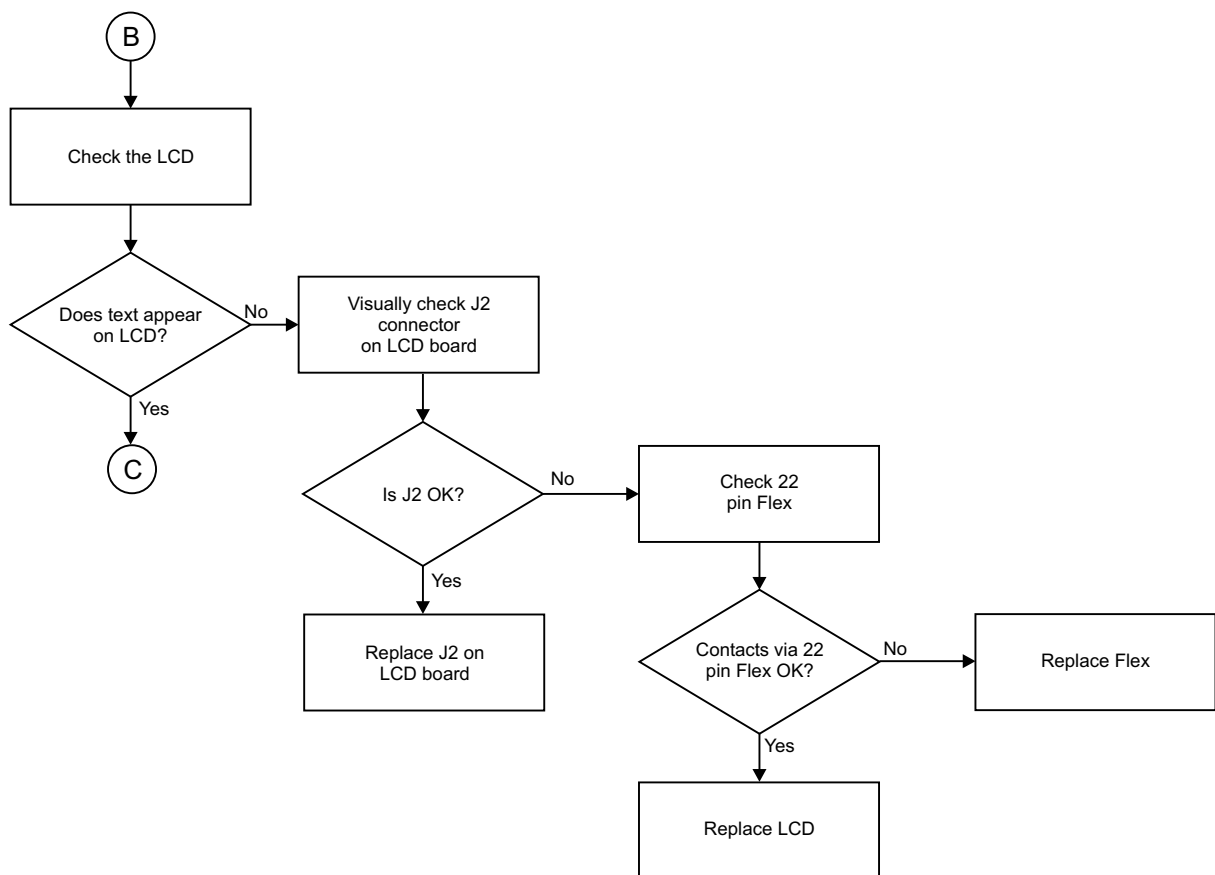 B
Check the LCD
Does text appear
on LCD?
No
Yes
C
Visually check J2
connector
on LCD board
Is J2 OK?
No
Yes
Replace J2 on
LCD board
Check 22
pin Flex
Contacts via 22
pin Flex OK?
No
Yes
Replace Flex
Replace LCD